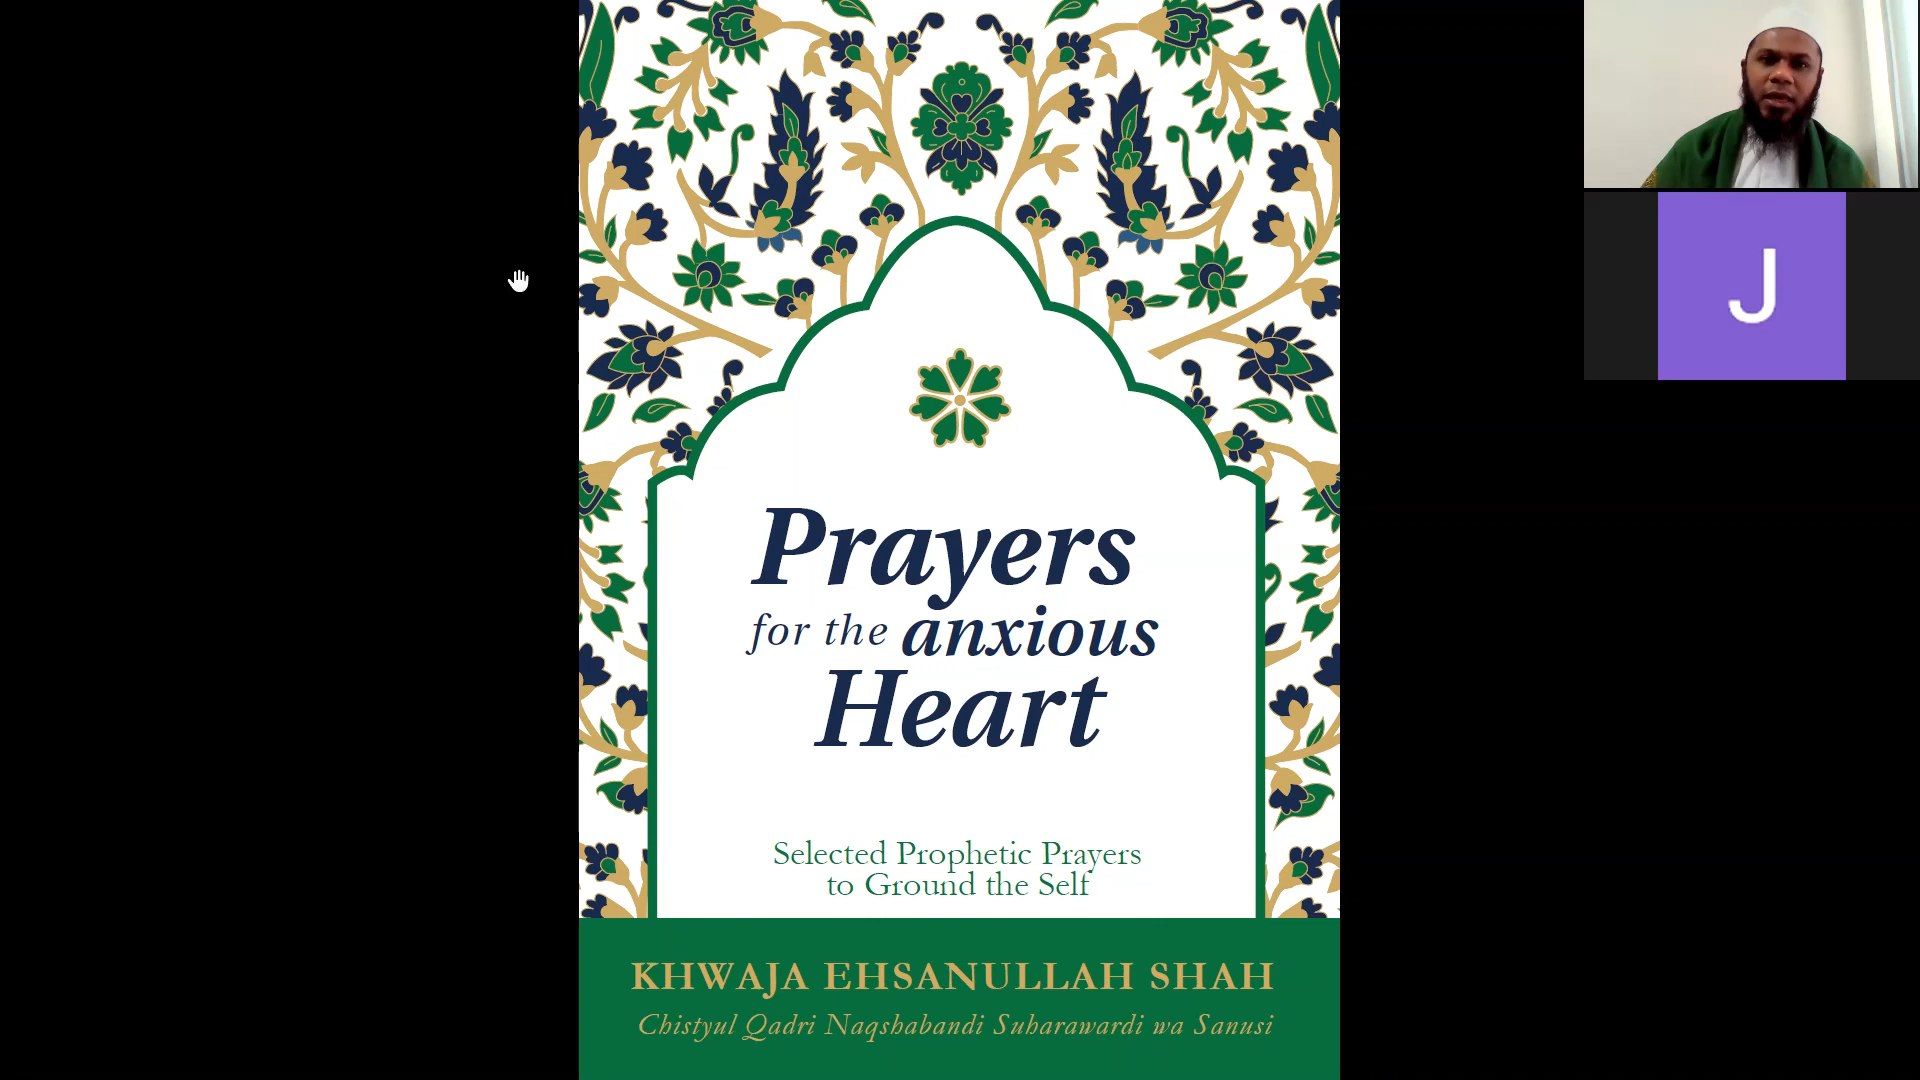 Prayers
for the anxious
Heart
Selected Prophetic Prayers
to Ground the Self
KHWAJA EHSANULLAH SHAH
Chistyul Qadri Naqshabandi Suharawardi wa Sanusi
J